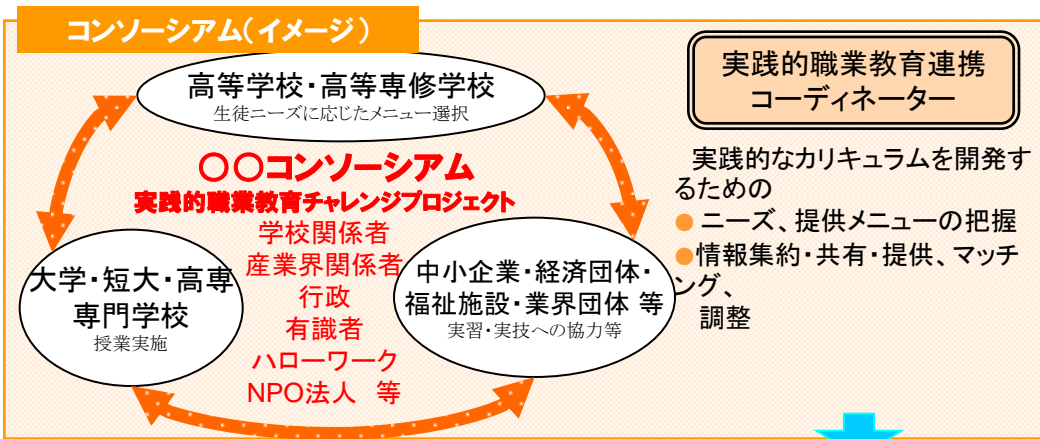 コンソーシアム(イメージ)
高等学校・高等専修学校
生徒ニーズに応じたメニュー選択
〇〇コンソーシアム
実践的職業教育チャレンジプロジェクト
学校関係者
産業界関係者
行政
有識者
ハローワーク
NPO法人 等
大学・短大・高専
専門学校
授業実施
中小企業・経済団体・
福祉施設・業界団体 等
実習・実技への協力等
実践的職業教育連携
コーディネーター
実践的なカリキュラムを開発す
るための
● ニーズ、提供メニューの把握
●情報集約・共有・提供、マッチ
ング、
調整